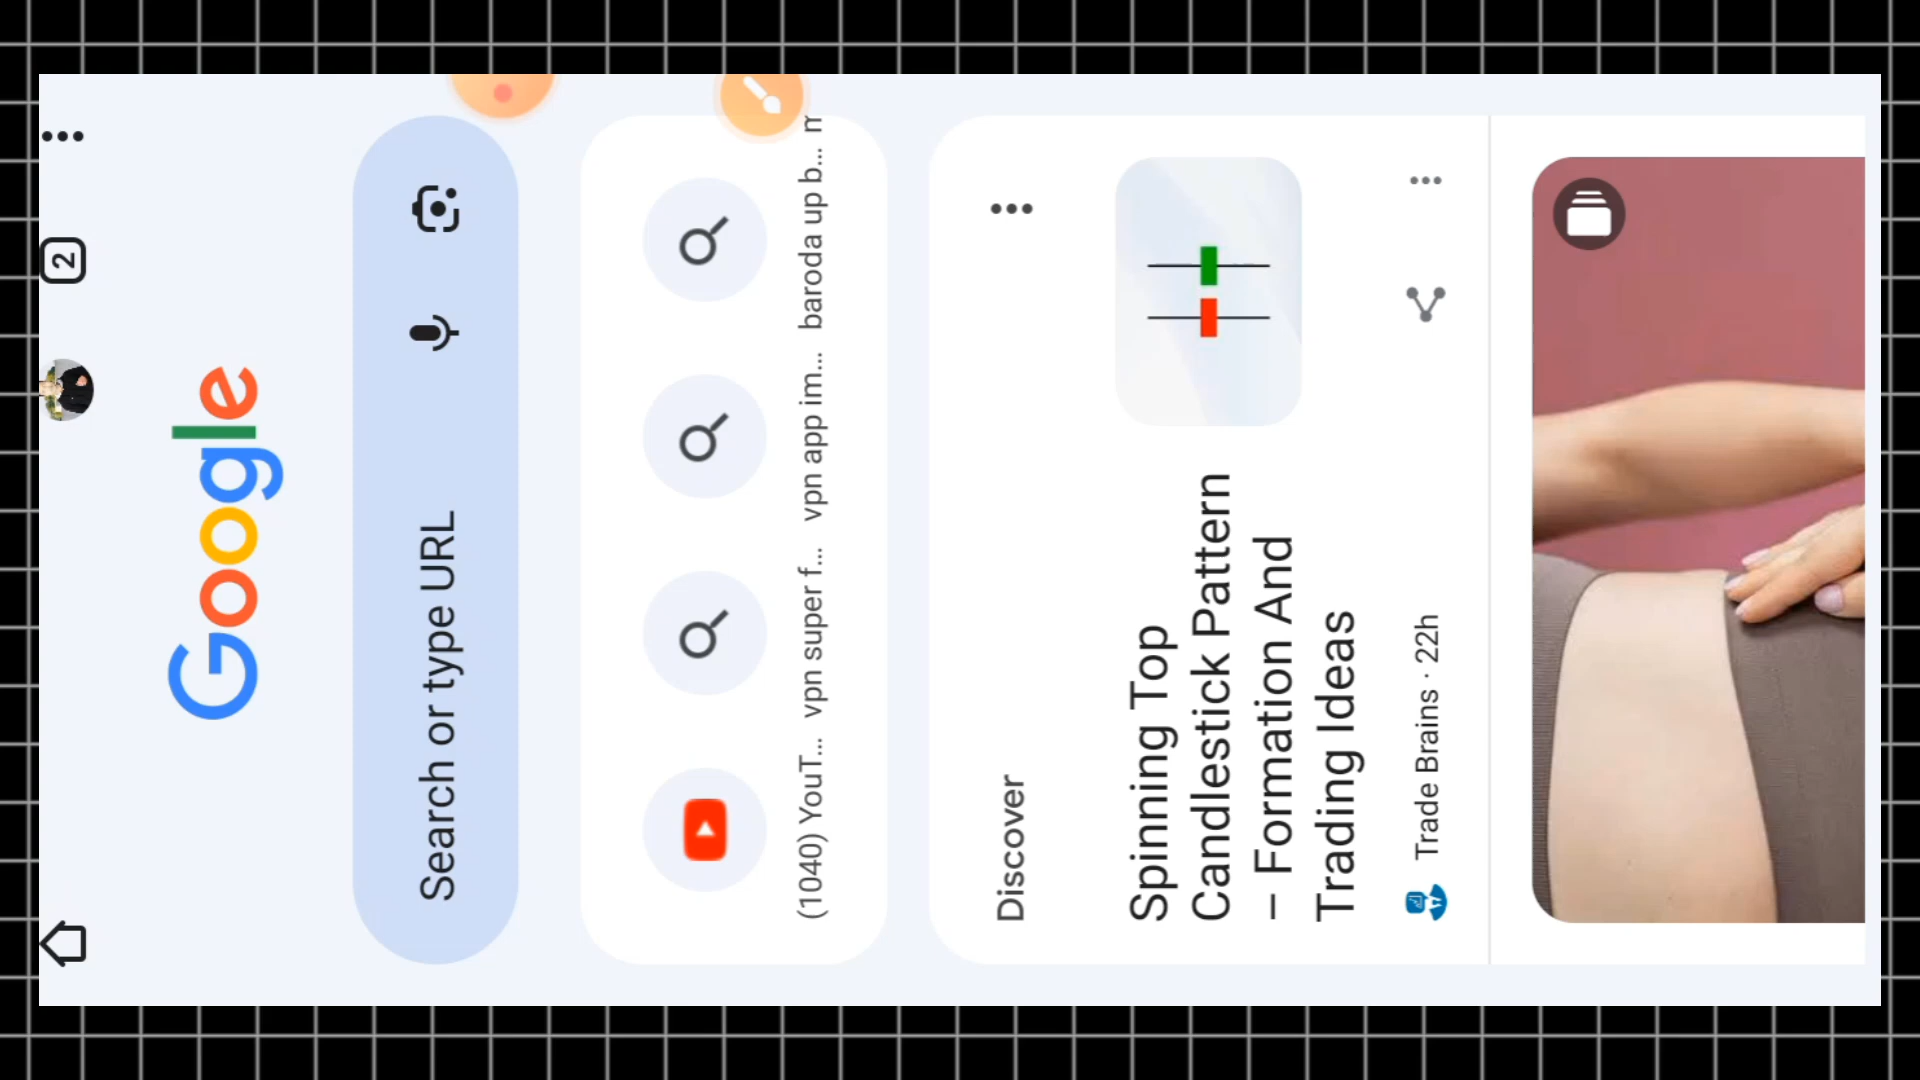 2
Google
Search or type URL
(1040) YouT...
vpn super f...
vpn app im...
baroda up b...
Discover
Spinning Top
Candlestick Pattern
– Formation And
Trading Ideas
Trade Brains · 22h